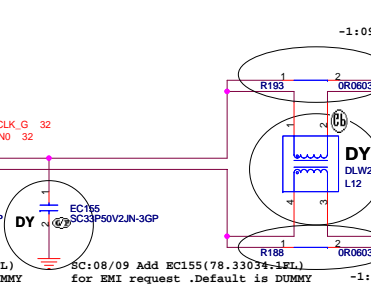 -1:09
1 2
R193 0R0603
CLK_G 32
N0 32
1 2
DY
DLW2
L12
4 3
1
EC155
SC33P50V2JN-3GP
DY
2
1 2
R188 0R0603
SC:08/09 Add EC155(78.33034.1FL)
for EMI request .Default is DUMMY
L)
MMY
-1: